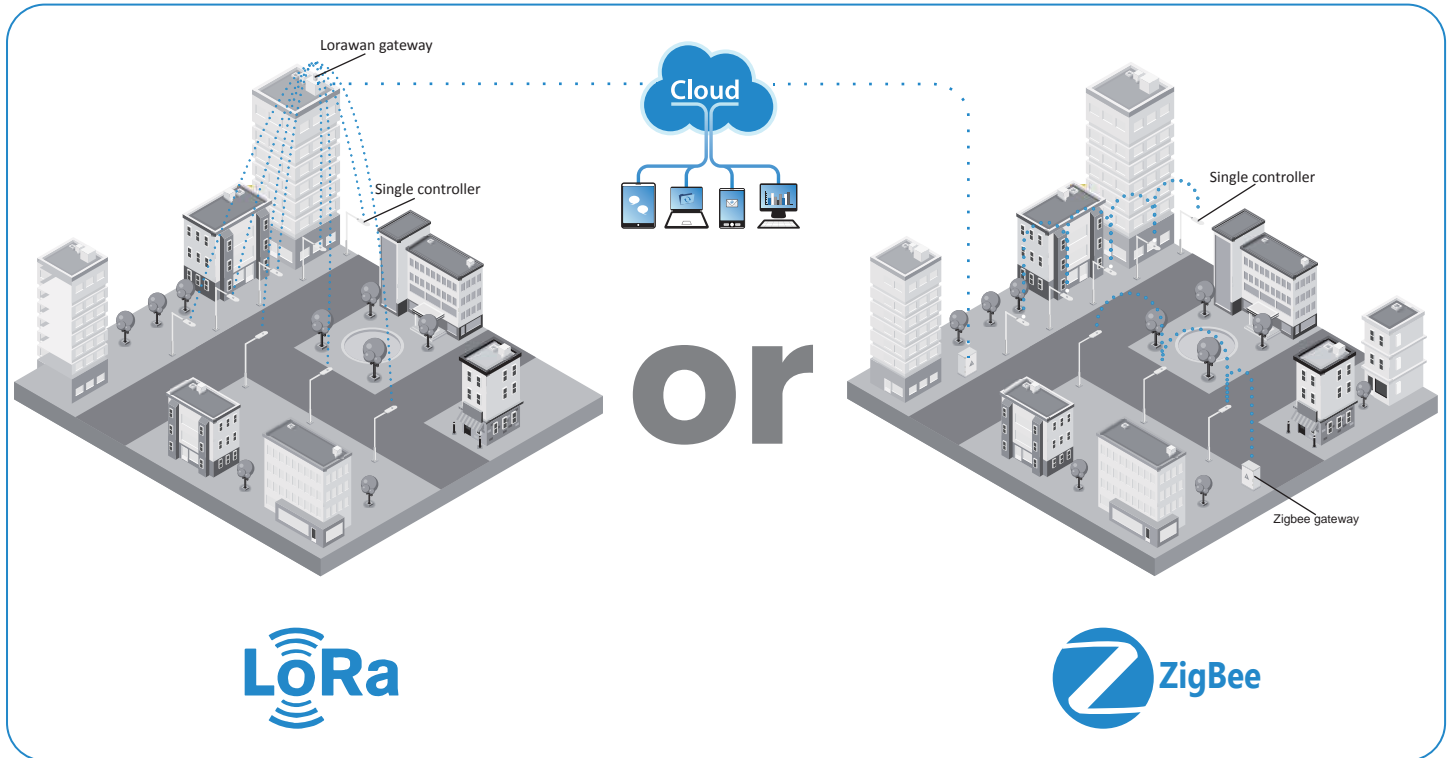 Lorawan gateway
Cloud
Single controller
Single controller
or
Zigbee gateway
LoRa
ZigBee